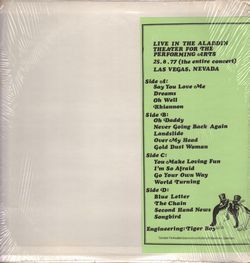 LIVE IN THE ALADDIN
THEATER FOR THE
PERFORMING ARTS
25.8.77 (the entire concert)
LAS VEGAS, NEVADA
Side A:
Say You Love Me
Dreams
Oh Well
Rhiannon
Side B:
Oh Daddy
Never Going Back Again
Landslide
Over My Head
Gold Dust Woman
Side C:
You Make Loving Fun
I'm So Afraid
Go Your Own Way
World Turning
Side D:
Blue Letter
The Chain
Second Hand News
Songbird
Engineering: Tiger Boy